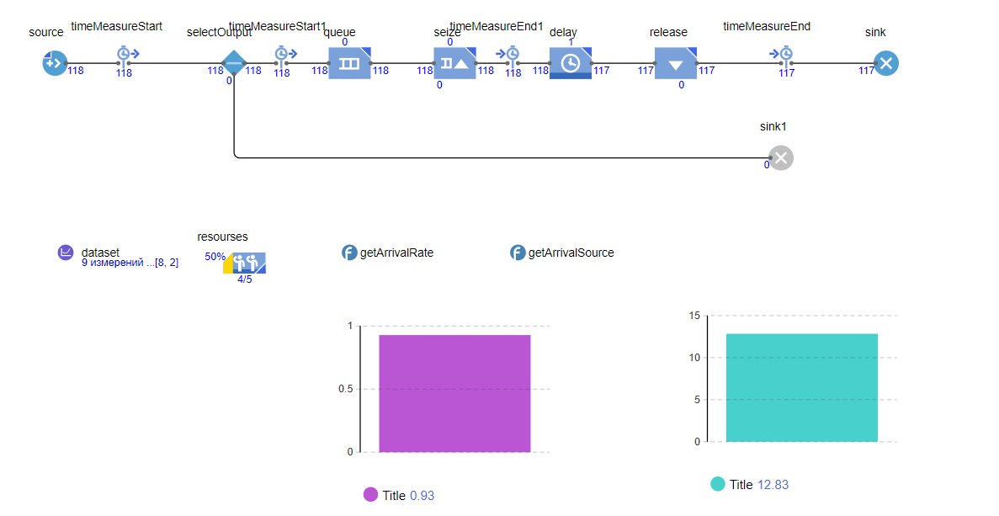 source
timeMeasureStart
selectOutput
timeMeasureStart1
queue
seize
timeMeasureEnd1
delay
release
timeMeasureEnd
sink
0
0
1
118
118
118
118
118
118
118
118
118
118
118
117
117
117
117
117
0
0
0
sink1
0
dataset
9 измерений ...[8, 2]
resourses
50%
4/5
getArrivalRate
getArrivalSource
1
0.5
0
Title 0.93
15
10
5
0
Title 12.83